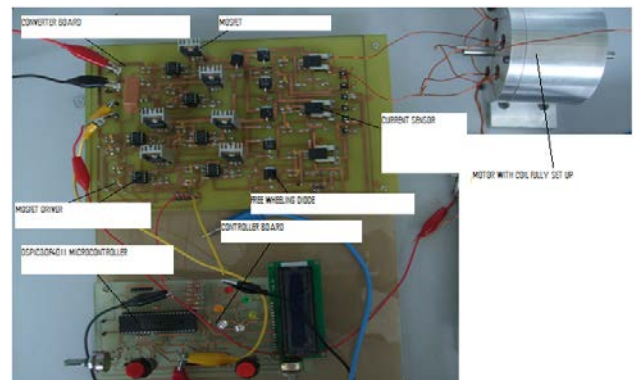 CONVERTER BOARD
MOSFET
CURRENT SENSOR
MOTOR WITH COIL FULLY SET UP
FREE WHEELING DIODE
MOSFET DRIVER
CONTROLLER BOARD
DSPIC30F4011 MICROCONTROLLER